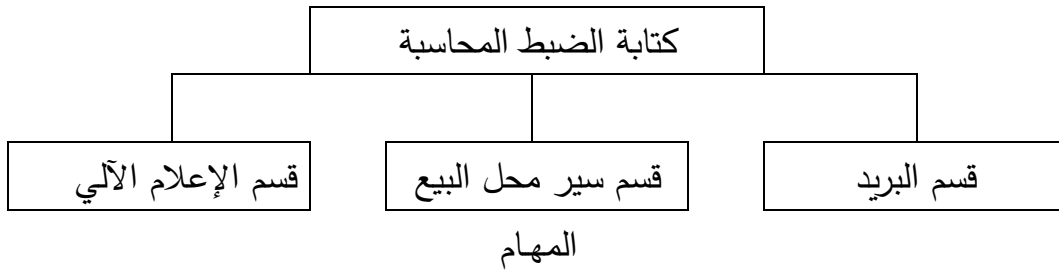 كتابة الضبط المحاسبة
قسم البريد
قسم سير محل البيع
قسم الإعلام الآلي
المهام